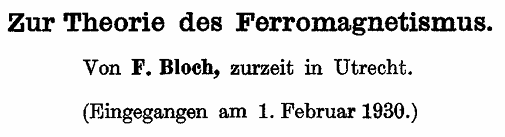 Zur Theorie des Ferromagnetismus.
Von F. Bloch, zurzeit in Utrecht.
(Eingegangen am 1. Februar 1930.)